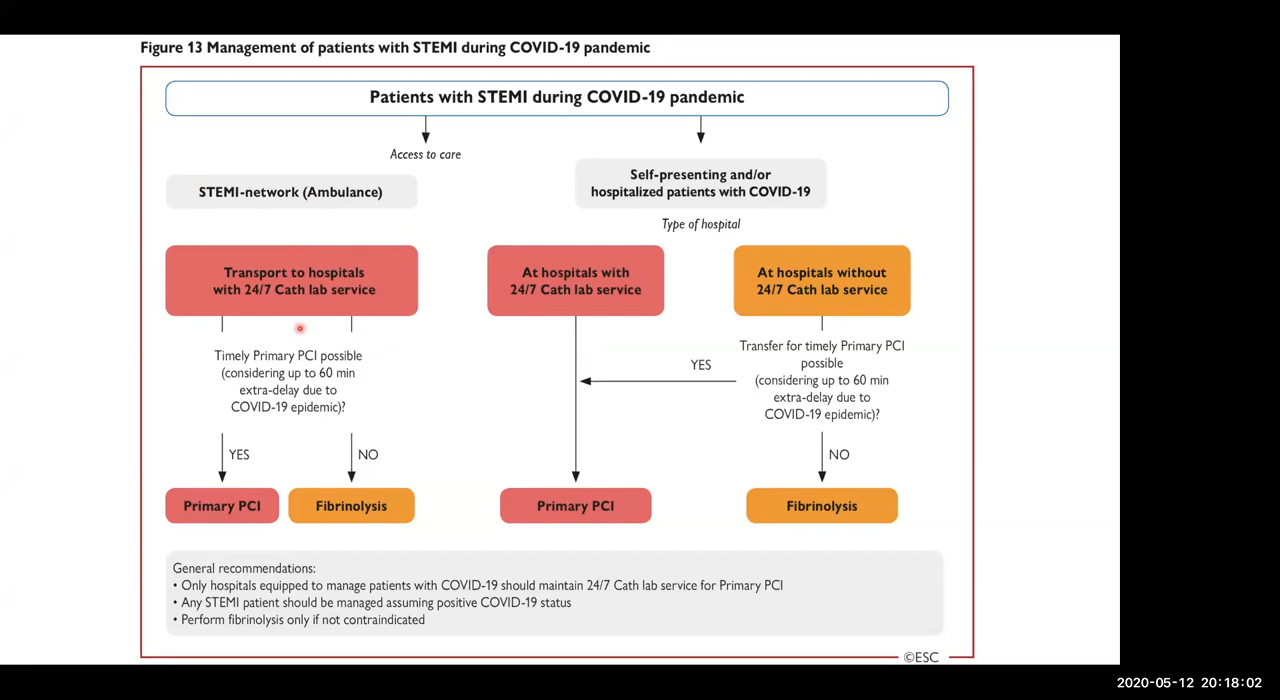 Figure 13 Management of patients with STEMI during COVID-19 pandemic
Patients with STEMI during COVID-19 pandemic
Access to care
STEMI-network (Ambulance)
Self-presenting and/or
hospitalized patients with COVID-19
Type of hospital
Transport to hospitals
with 24/7 Cath lab service
At hospitals with
24/7 Cath lab service
At hospitals without
24/7 Cath lab service
Timely Primary PCI possible
(considering up to 60 min
extra-delay due to
COVID-19 epidemic)?
YES
Transfer for timely Primary PCI
possible
(considering up to 60 min
extra-delay due to
COVID-19 epidemic)?
YES
NO
NO
Primary PCI
Fibrinolysis
Primary PCI
Fibrinolysis
General recommendations:
• Only hospitals equipped to manage patients with COVID-19 should maintain 24/7 Cath lab service for Primary PCI
• Any STEMI patient should be managed assuming positive COVID-19 status
• Perform fibrinolysis only if not contraindicated
©ESC
2020-05-12 20:18:02